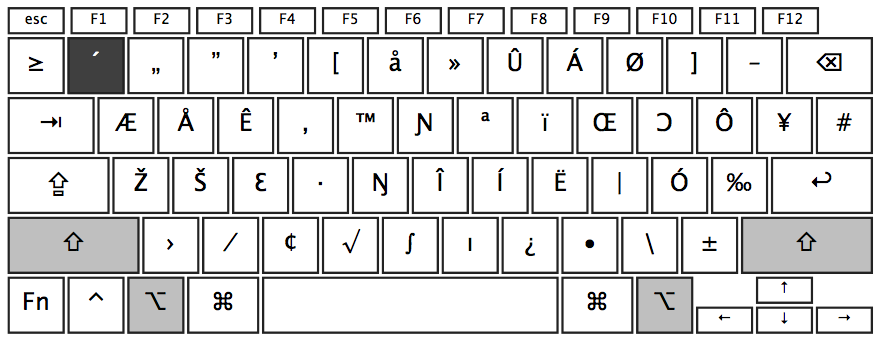 esc F1 F2 F3 F4 F5 F6 F7 F8 F9 F10 F11 F12
≥ ´ „ ” ’ [ å » Û Á Ø ] – ⌫
⇥ Æ Å Ê ‚ ™ Ɲ ª ï Œ Ɔ Ô ¥ #
⇪ Ž Š Ɛ · Ŋ Î Í Ë | Ó ‰ ↩
⇧ › ⁄ ¢ √ ʃ ı ¿ • \ ± ⇧
Fn ^ ⌥ ⌘ ⌘ ⌥ ← ↑ ↓ →